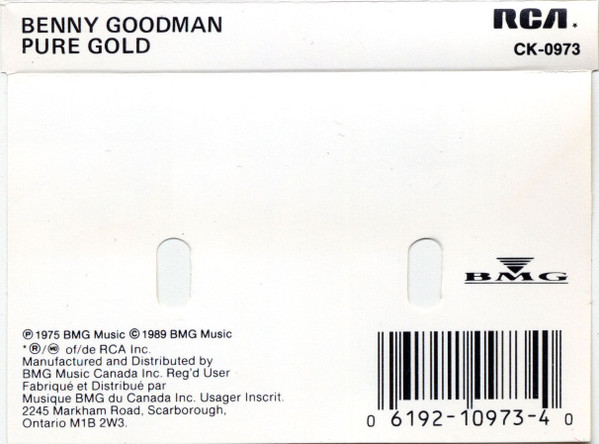 BENNY GOODMAN
PURE GOLD
RCA.
CK-0973
BMG
℗ 1975 BMG Music © 1989 BMG Music
* ®/MD of/de RCA Inc.
Manufactured and Distributed by
BMG Music Canada Inc. Reg'd User
Fabriqué et Distribué par
Musique BMG du Canada Inc. Usager Inscrit.
2245 Markham Road, Scarborough,
Ontario M1B 2W3.
0 6192-10973-4 0